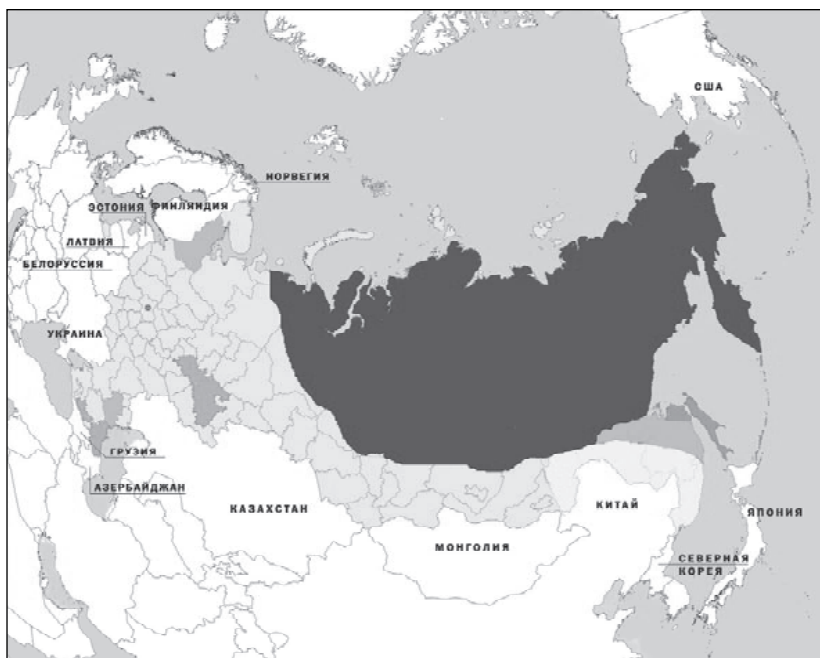 США
НОРВЕГИЯ
ЭСТОНИЯ ФИНЛЯНДИЯ
ЛАТВИЯ
БЕЛОРУССИЯ
УКРАИНА
ГРУЗИЯ
АЗЕРБАЙДЖАН
КАЗАХСТАН
КИТАЙ
ЯПОНИЯ
МОНГОЛИЯ
СЕВЕРНАЯ
КОРЕЯ